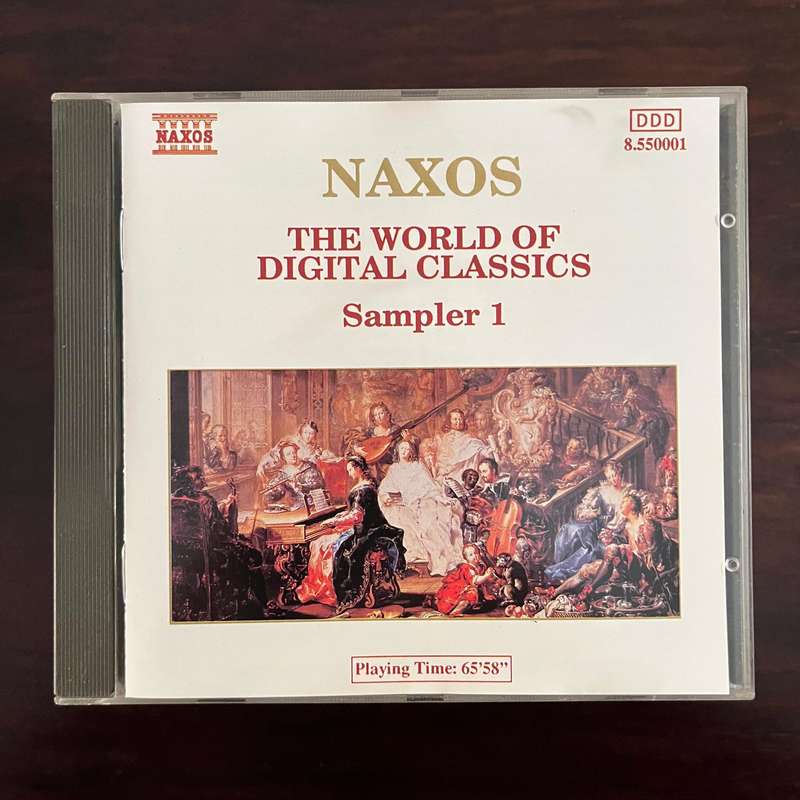 NAXOS
DDD
8.550001
NAXOS
THE WORLD OF
DIGITAL CLASSICS
Sampler 1
Playing Time: 65'58"